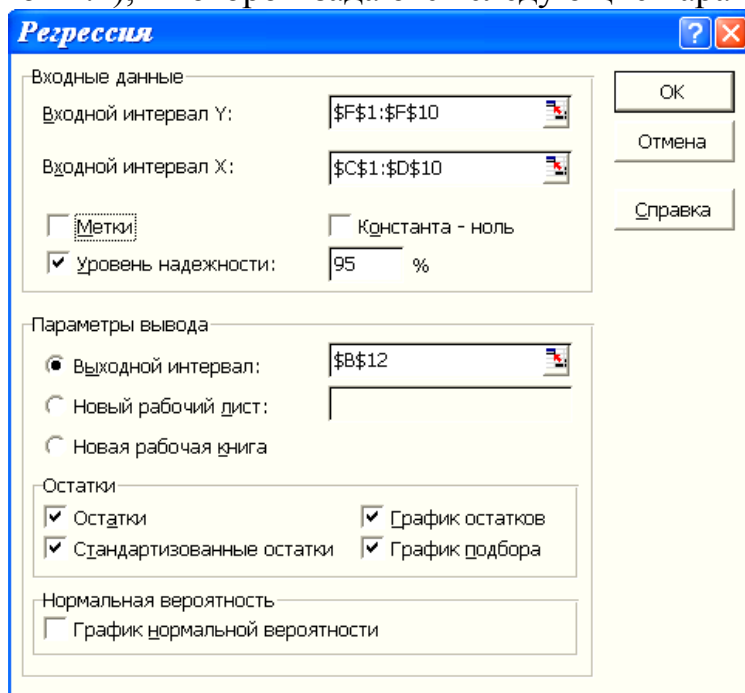 Регрессия
Входные данные
Входной интервал Y: $F$1:$F$10
Входной интервал X: $C$1:$D$10
Метки Константа - ноль
Уровень надежности: 95 %
OK
Отмена
Справка
Параметры вывода
Выходной интервал: $B$12
Новый рабочий лист:
Новая рабочая книга
Остатки
Остатки График остатков
Стандартизованные остатки График подбора
Нормальная вероятность
График нормальной вероятности